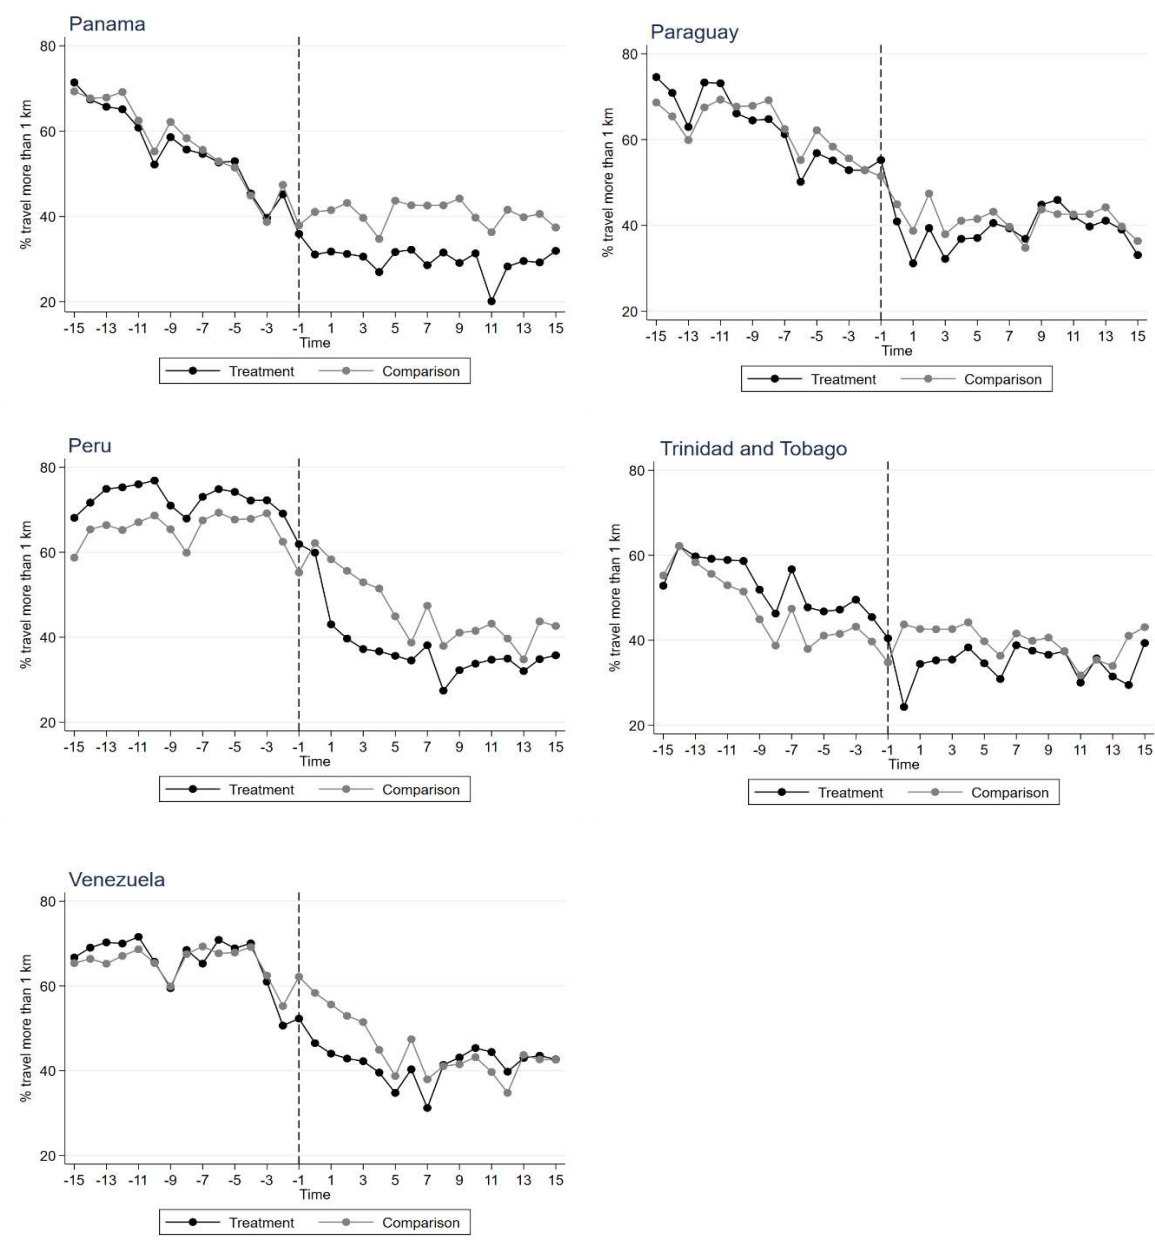 Panama
80
60
40
20
% travel more than 1 km
-15 -13 -11 -9 -7 -5 -3 -1 1 3 5 7 9 11 13 15
Time
Treatment Comparison
Paraguay
80
60
40
20
% travel more than 1 km
-15 -13 -11 -9 -7 -5 -3 -1 1 3 5 7 9 11 13 15
Time
Treatment Comparison
Peru
80
60
40
20
% travel more than 1 km
-15 -13 -11 -9 -7 -5 -3 -1 1 3 5 7 9 11 13 15
Time
Treatment Comparison
Trinidad and Tobago
80
60
40
20
% travel more than 1 km
-15 -13 -11 -9 -7 -5 -3 -1 1 3 5 7 9 11 13 15
Time
Treatment Comparison
Venezuela
80
60
40
20
% travel more than 1 km
-15 -13 -11 -9 -7 -5 -3 -1 1 3 5 7 9 11 13 15
Time
Treatment Comparison